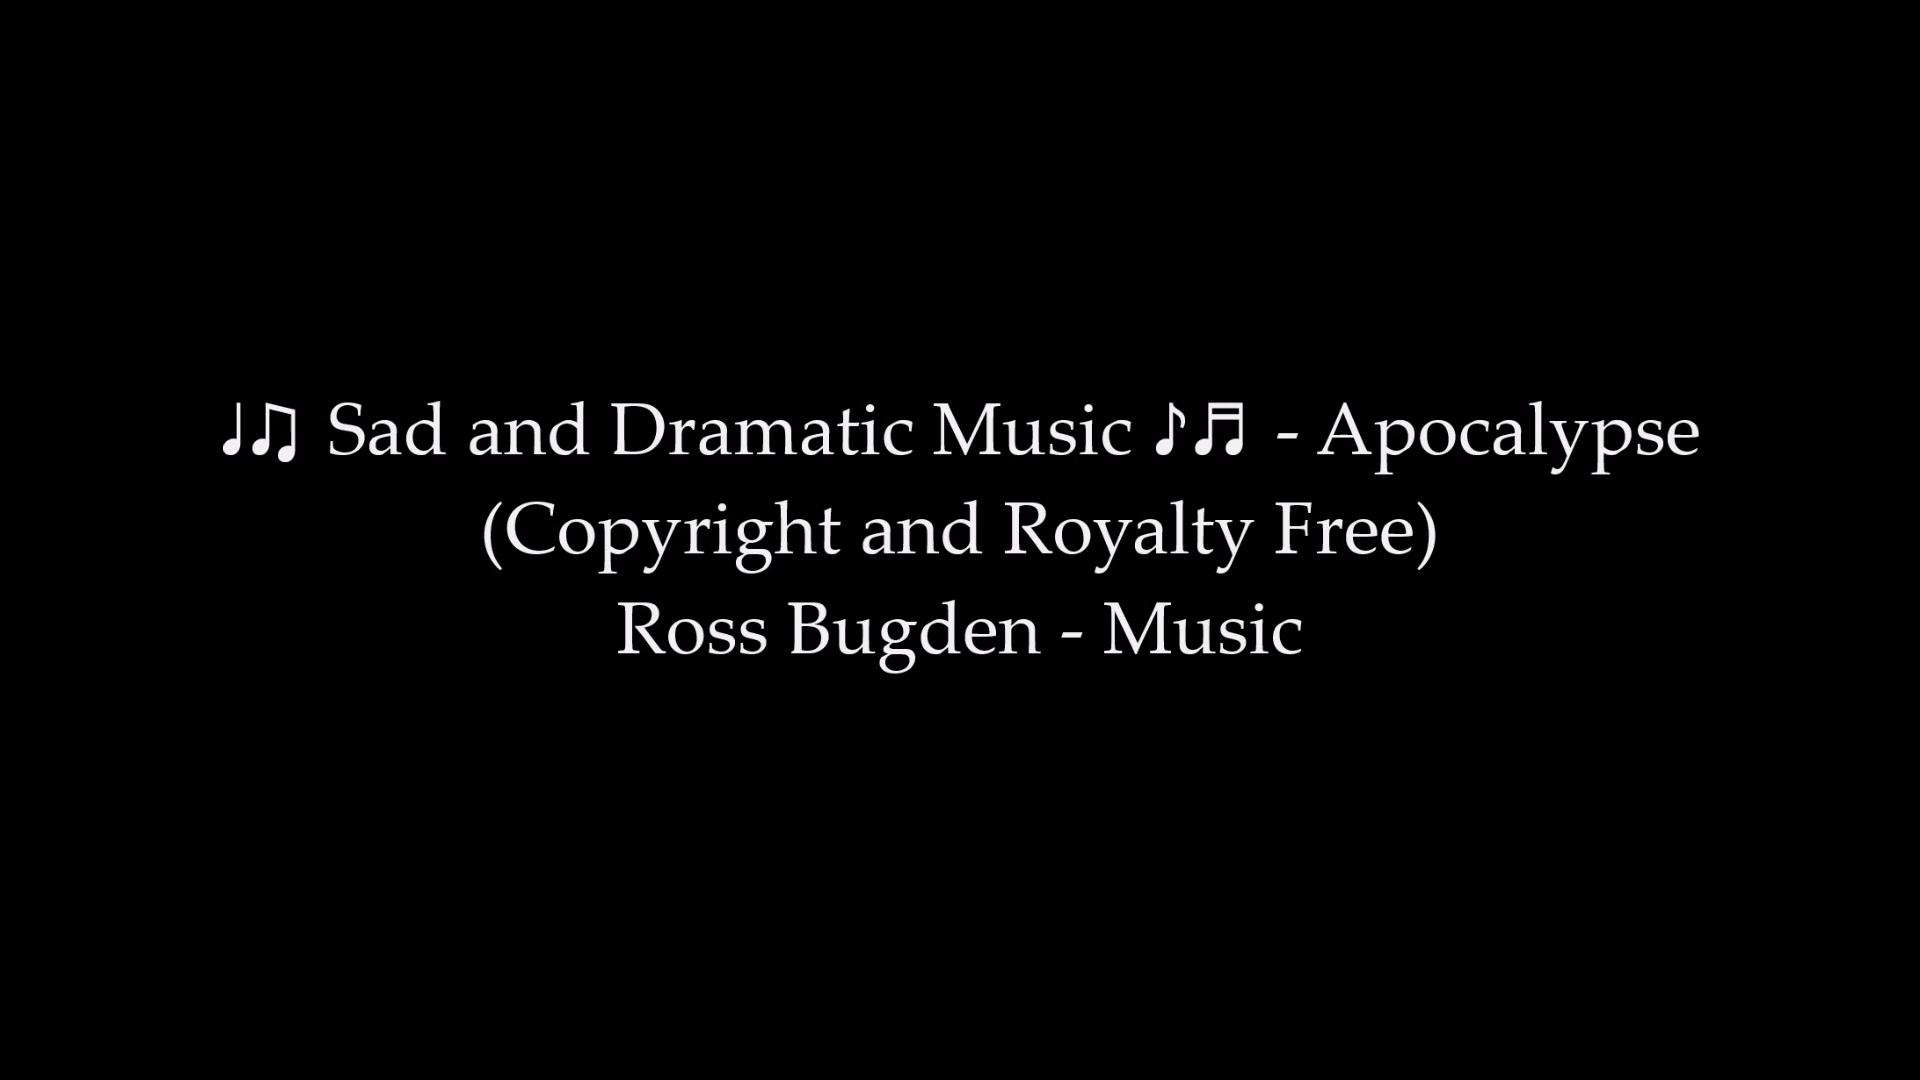 ♩♫ Sad and Dramatic Music ♪♬ - Apocalypse
(Copyright and Royalty Free)
Ross Bugden - Music